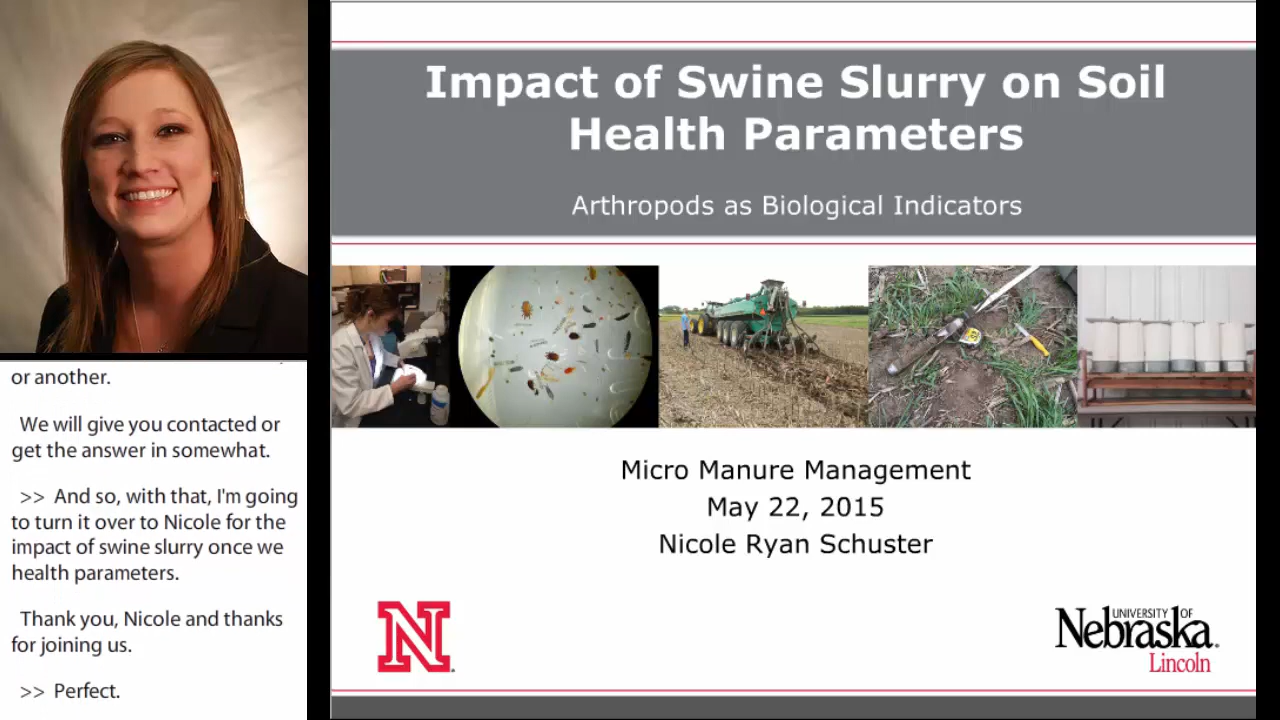 Impact of Swine Slurry on Soil
Health Parameters
Arthropods as Biological Indicators
Micro Manure Management
May 22, 2015
Nicole Ryan Schuster
N
UNIVERSITY OF
Nebraska
Lincoln
or another.
We will give you contacted or
get the answer in somewhat.
>> And so, with that, I'm going
to turn it over to Nicole for the
impact of swine slurry once we
health parameters.
Thank you, Nicole and thanks
for joining us.
>> Perfect.